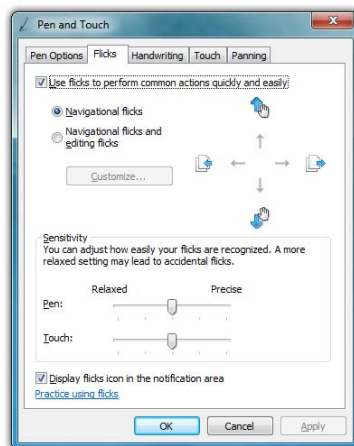 Pen and Touch
Pen Options Flicks Handwriting Touch Panning
Use flicks to perform common actions quickly and easily
Navigational flicks
Navigational flicks and
editing flicks
Customize...
Sensitivity
You can adjust how easily your flicks are recognized. A more
relaxed setting may lead to accidental flicks.
Relaxed Precise
Pen:
Touch:
Display flicks icon in the notification area
Practice using flicks
OK Cancel Apply